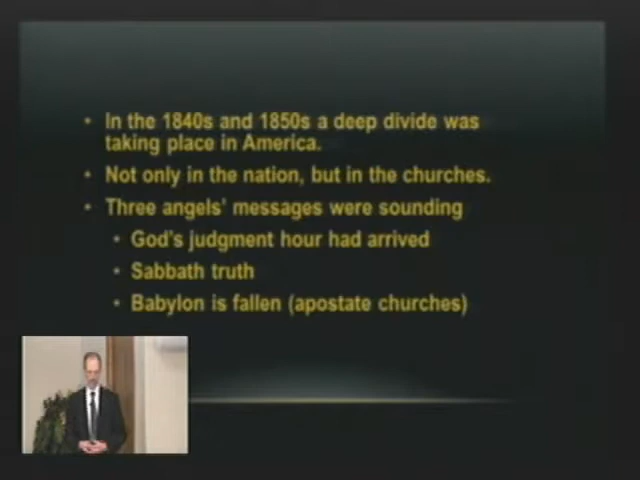 • In the 1840s and 1850s a deep divide was
taking place in America.
• Not only in the nation, but in the churches.
• Three angels' messages were sounding
• God's judgment hour had arrived
• Sabbath truth
• Babylon is fallen (apostate churches)